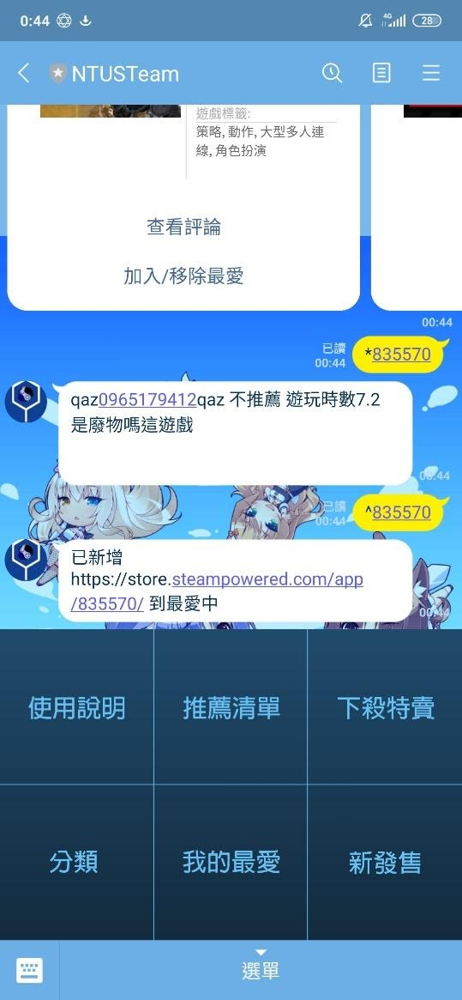 0:44
4G
28
NTUSTeam
遊戲標籤:
策略, 動作, 大型多人連
線, 角色扮演
查看評論
加入/移除最愛
00:44
已讀
00:44
*835570
qaz0965179412qaz 不推薦 遊玩時數7.2
是廢物嗎這遊戲
00:44
已讀
00:44
^835570
已新增
https://store.steampowered.com/app
/835570/ 到最愛中
00:44
使用說明
推薦清單
下殺特賣
分類
我的最愛
新發售
選單